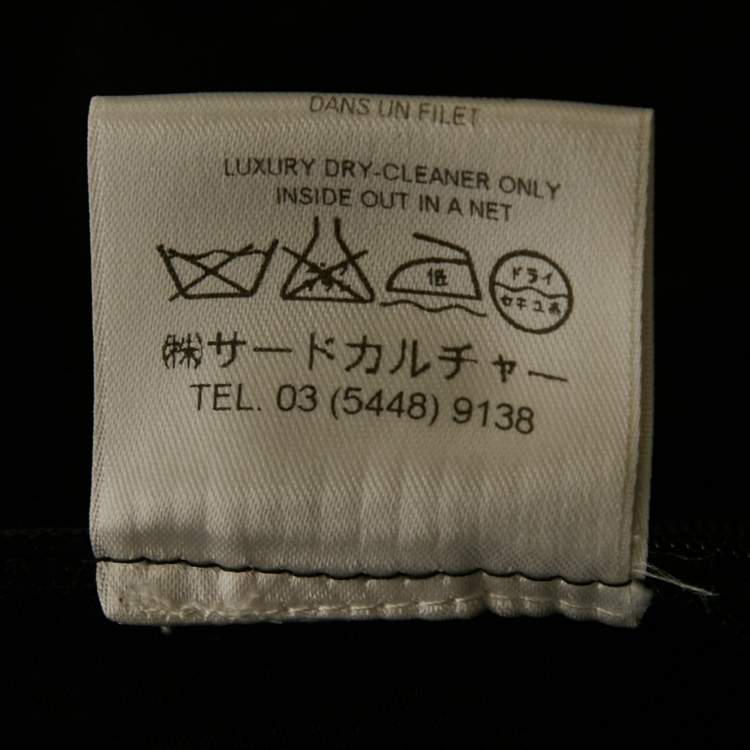 DANS UN FILET
LUXURY DRY-CLEANER ONLY
INSIDE OUT IN A NET
低
ドライ
セキユ系
㈱サードカルチャー
TEL. 03 (5448) 9138